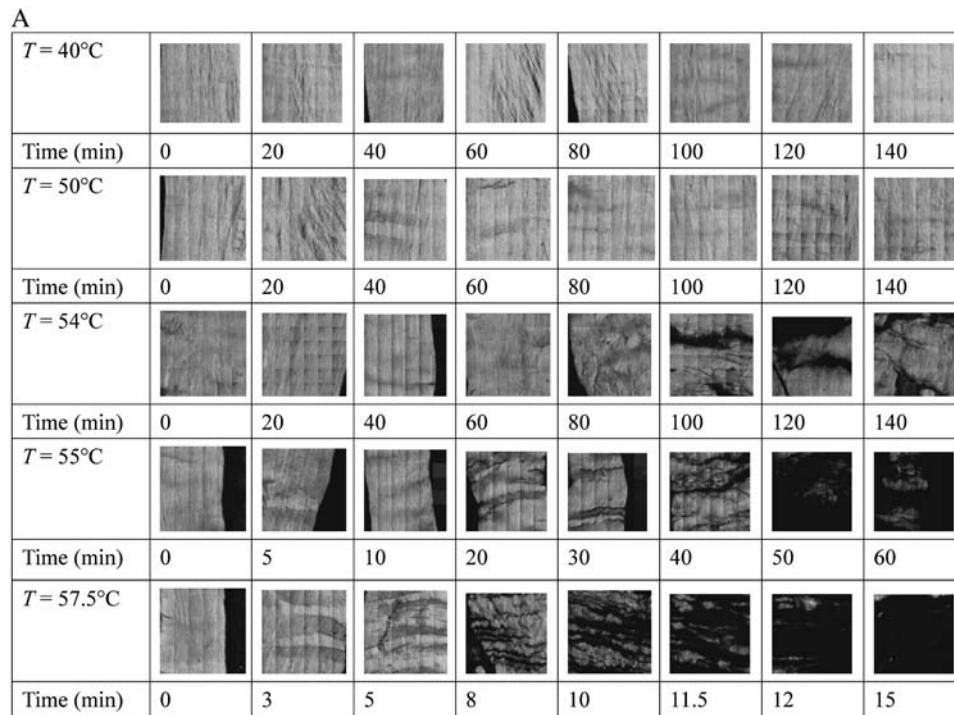 A
T = 40°C
Time (min) 0 20 40 60 80 100 120 140
T = 50°C
Time (min) 0 20 40 60 80 100 120 140
T = 54°C
Time (min) 0 20 40 60 80 100 120 140
T = 55°C
Time (min) 0 5 10 20 30 40 50 60
T = 57.5°C
Time (min) 0 3 5 8 10 11.5 12 15